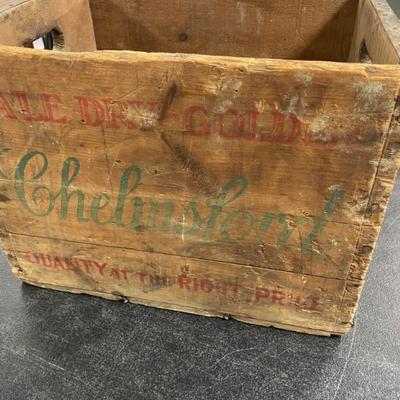 ALE DRY-GOLDEN
Chelmsford
QUALITY AT THE RIGHT PRICE